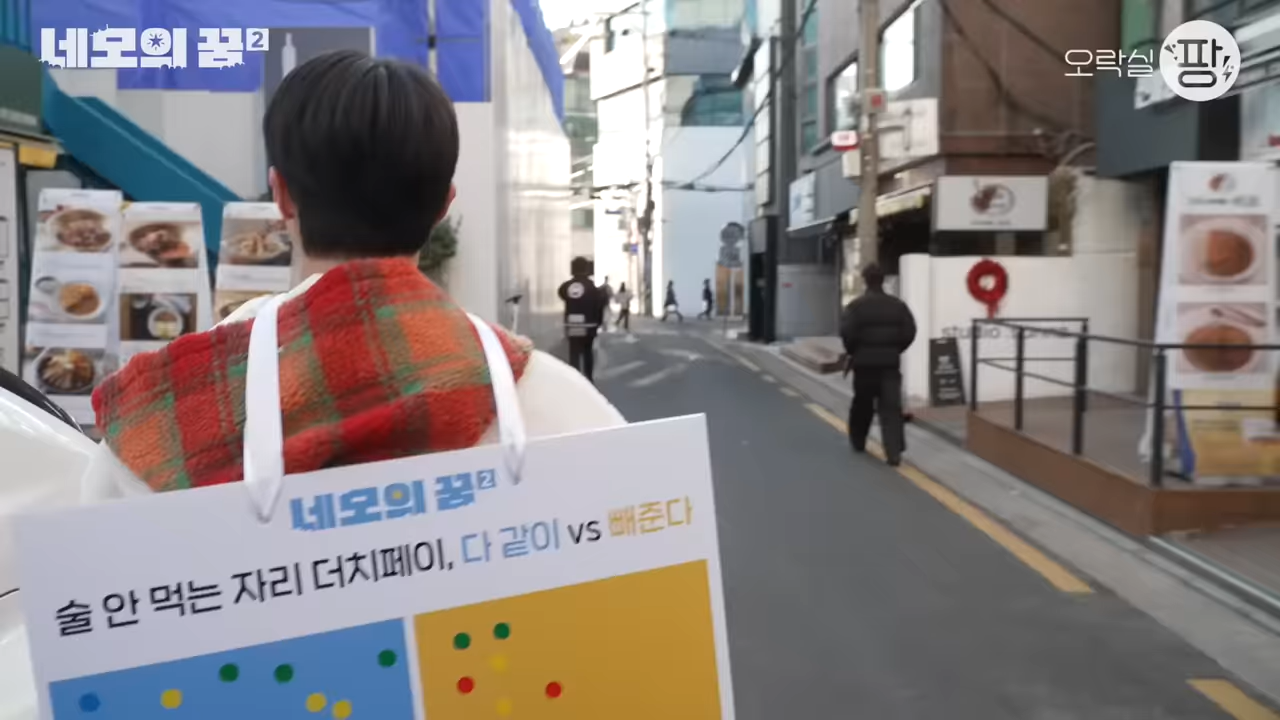 네모의 꿈2
오락실 팡
네모의 꿈2
술 안 먹는 자리 더치페이, 다 같이 vs 빼준다
studio